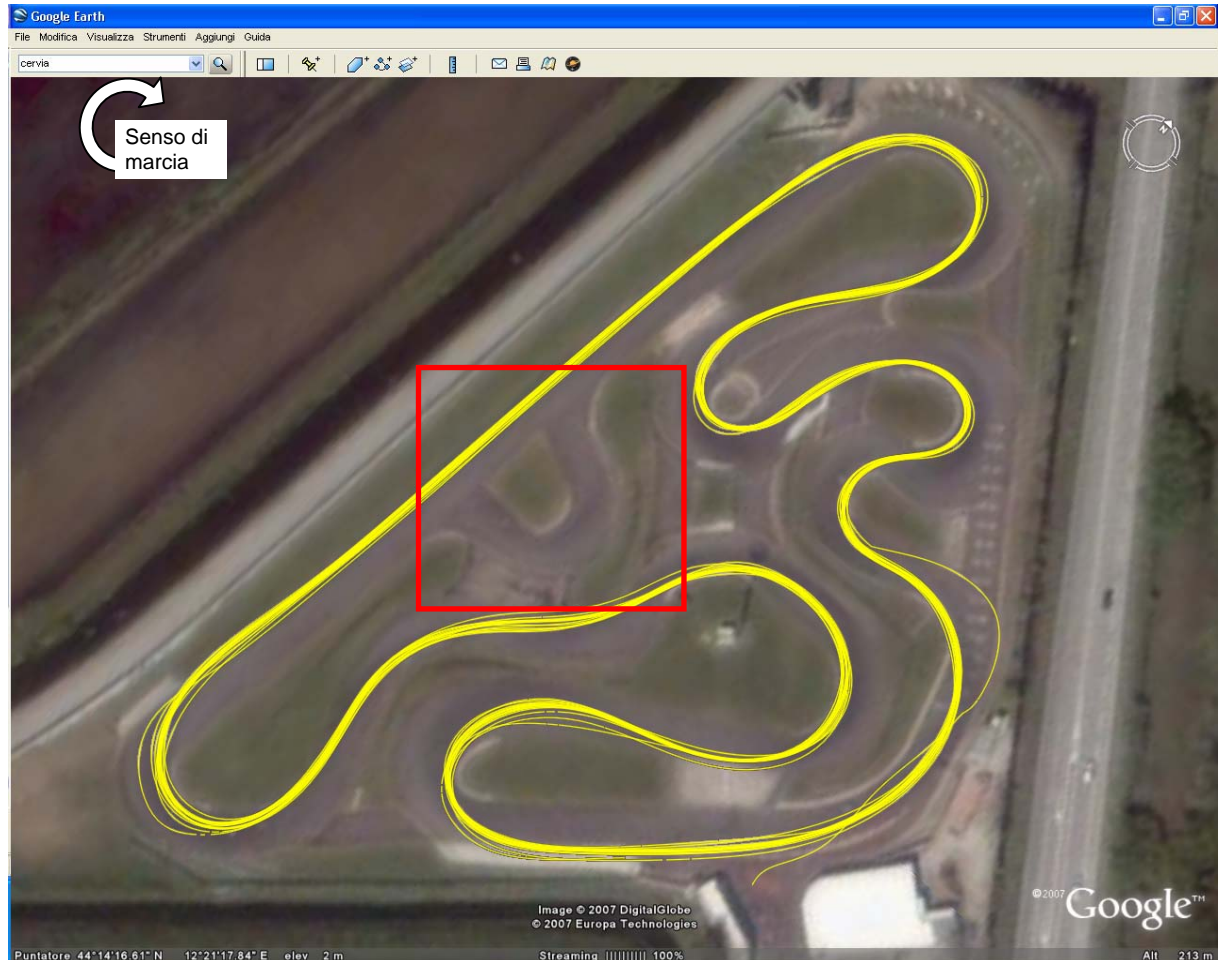 Google Earth
File Modifica Visualizza Strumenti Aggiungi Guida
cervia
Senso di
marcia
N
Image © 2007 DigitalGlobe
© 2007 Europa Technologies
©2007 Google™
Puntatore 44°14'16.61" N 12°21'17.84" E elev 2 m Streaming |||||||||| 100% Alt 213 m